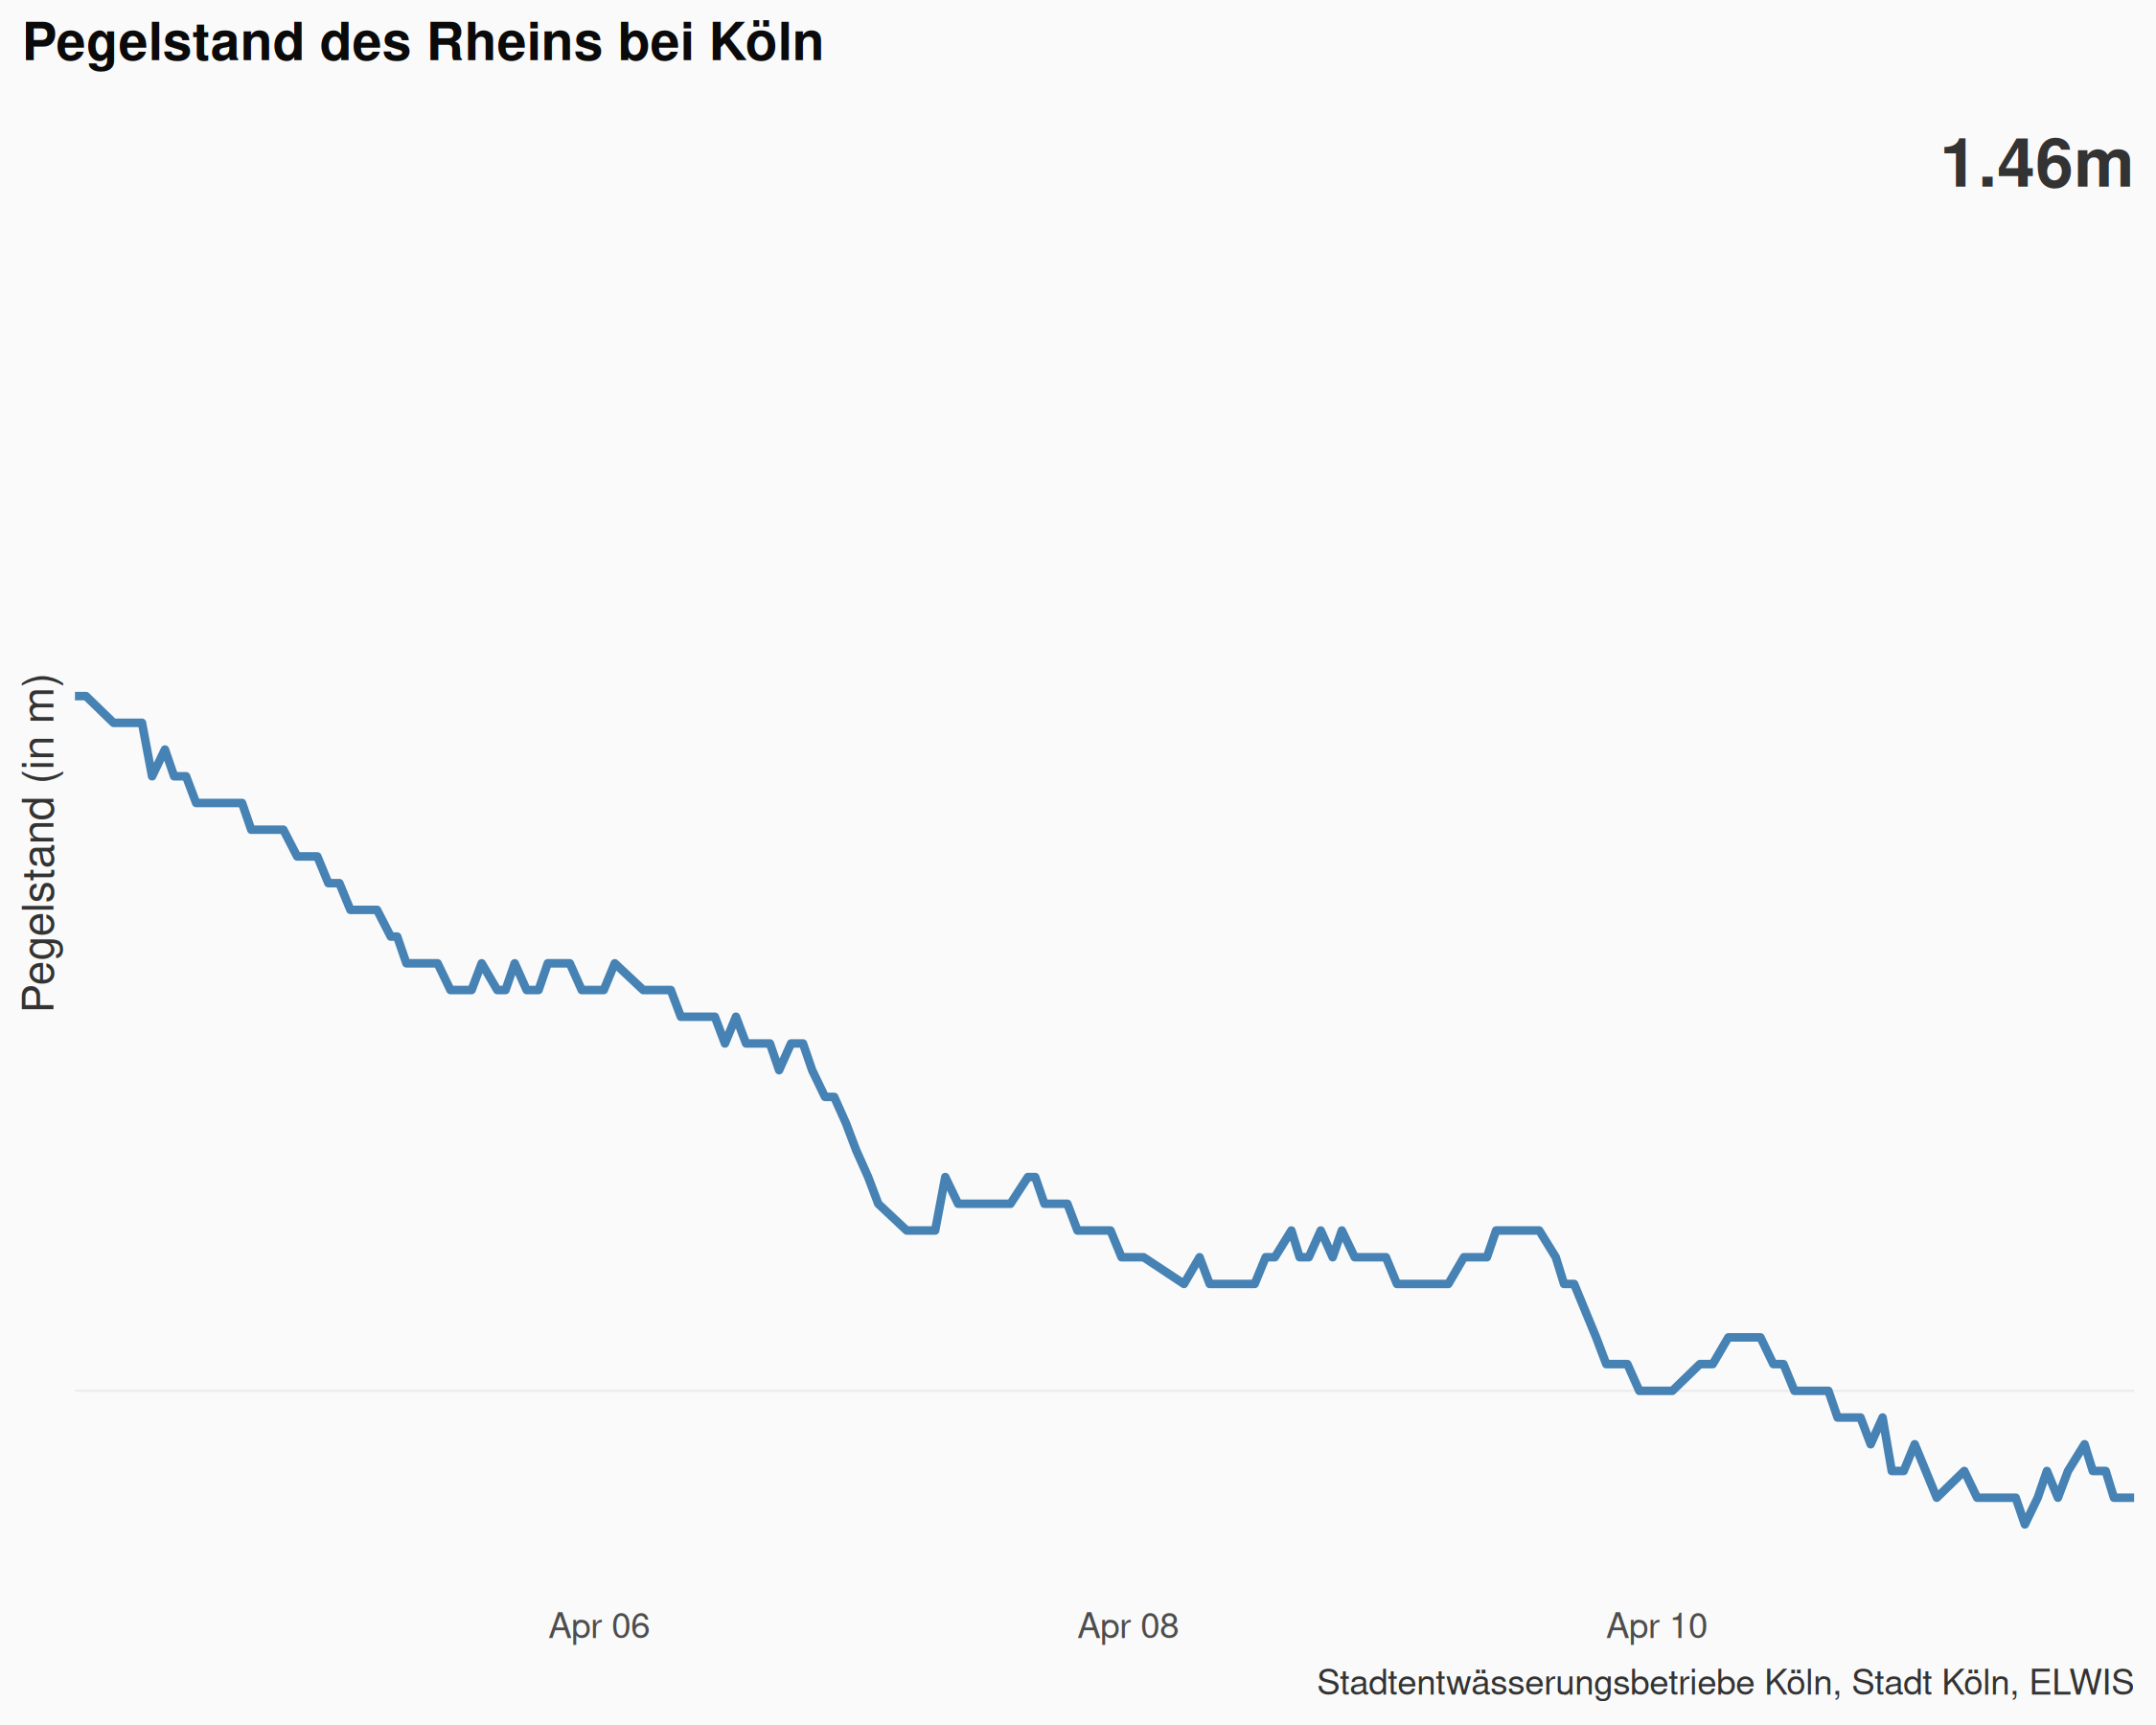 Pegelstand des Rheins bei Köln
1.46m
Pegelstand (in m)
Apr 06
Apr 08
Apr 10
Stadtentwässerungsbetriebe Köln, Stadt Köln, ELWIS